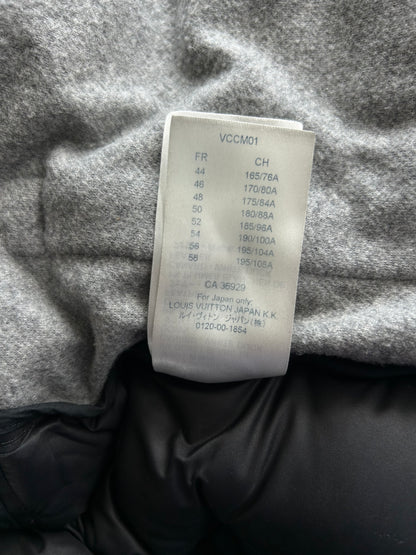 VCCM01
FR CH
44 165/76A
46 170/80A
48 175/84A
50 180/88A
52 185/96A
54 190/100A
56 195/104A
58 195/108A
CA 36929
For Japan only:
LOUIS VUITTON JAPAN K.K.
ルイ・ヴィトン ジャパン(株)
0120-00-1854